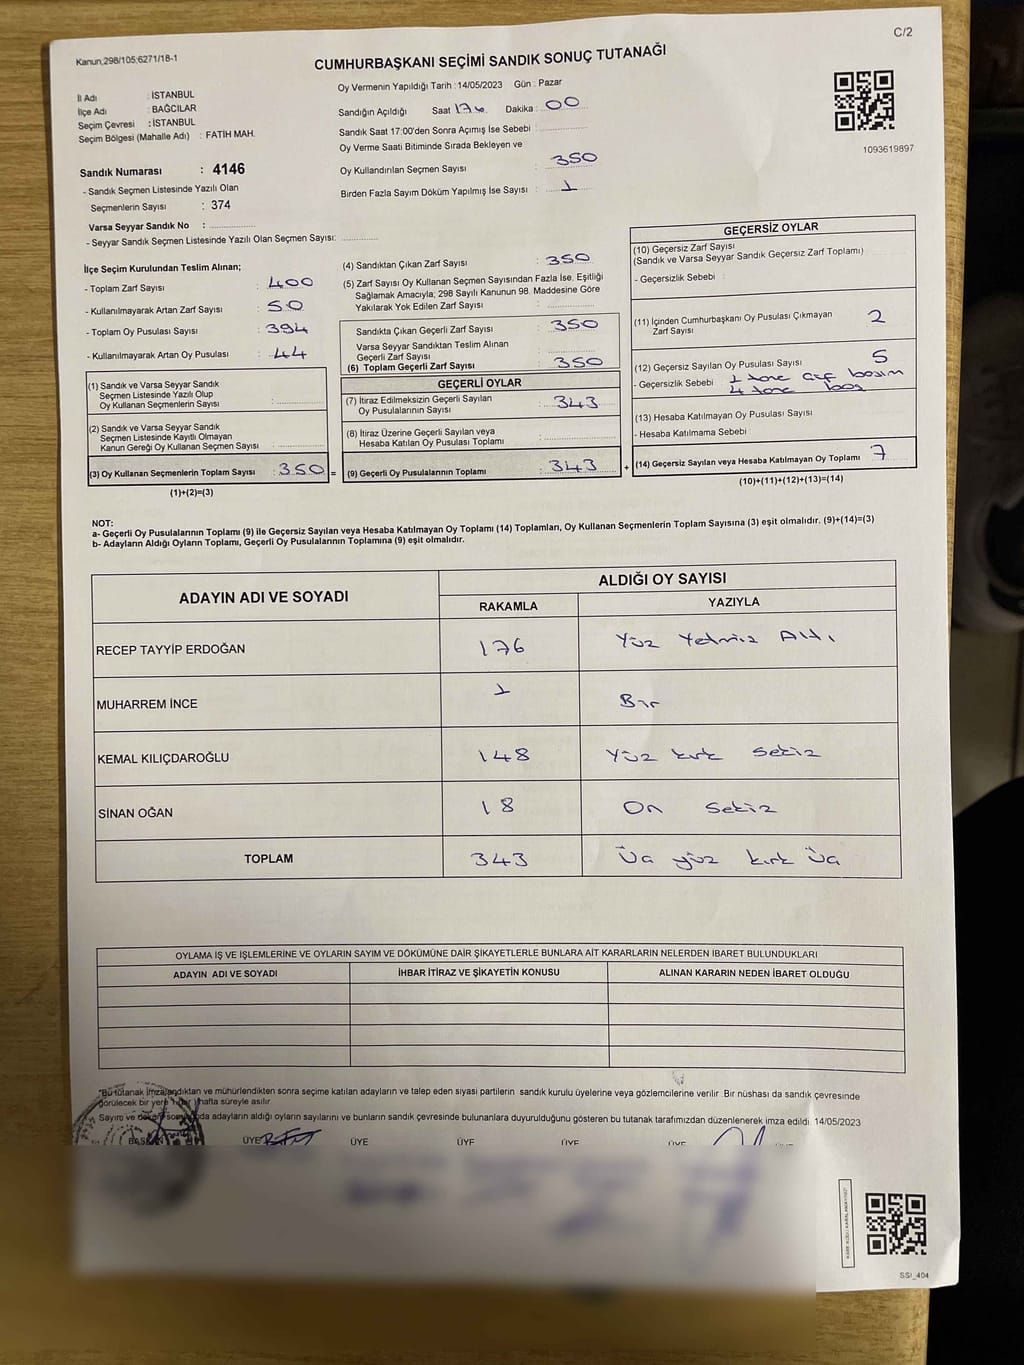 C/2
Kanun,298/105;6271/18-1
CUMHURBAŞKANI SEÇİMİ SANDIK SONUÇ TUTANAĞI
İl Adı : İSTANBUL
İlçe Adı : BAĞCILAR
Seçim Çevresi : İSTANBUL
Seçim Bölgesi (Mahalle Adı) : FATİH MAH.
Sandık Numarası : 4146
- Sandık Seçmen Listesinde Yazılı Olan
Seçmenlerin Sayısı : 374
Varsa Seyyar Sandık No :
- Seyyar Sandık Seçmen Listesinde Yazılı Olan Seçmen Sayısı:
Oy Vermenin Yapıldığı Tarih :14/05/2023 Gün : Pazar
Sandığın Açıldığı Saat 17 Dakika : 00
Sandık Saat 17:00'den Sonra Açımış İse Sebebi :
Oy Verme Saati Bitiminde Sırada Bekleyen ve
Oy Kullandırılan Seçmen Sayısı : 350
Birden Fazla Sayım Döküm Yapılmış İse Sayısı : 1
1093619897
İlçe Seçim Kurulundan Teslim Alınan;
- Toplam Zarf Sayısı : 400
- Kullanılmayarak Artan Zarf Sayısı : 50
- Toplam Oy Pusulası Sayısı : 394
- Kullanılmayarak Artan Oy Pusulası : 44
(1) Sandık ve Varsa Seyyar Sandık
Seçmen Listesinde Yazılı Olup
Oy Kullanan Seçmenlerin Sayısı :
(2) Sandık ve Varsa Seyyar Sandık
Seçmen Listesinde Kayıtlı Olmayan
Kanun Gereği Oy Kullanan Seçmen Sayısı :
(3) Oy Kullanan Seçmenlerin Toplam Sayısı : 350 =
(1)+(2)=(3)
(4) Sandıktan Çıkan Zarf Sayısı : 350
(5) Zarf Sayısı Oy Kullanan Seçmen Sayısından Fazla İse. Eşitliği
Sağlamak Amacıyla; 298 Sayılı Kanunun 98. Maddesine Göre
Yakılarak Yok Edilen Zarf Sayısı :
Sandıkta Çıkan Geçerli Zarf Sayısı : 350
Varsa Seyyar Sandıktan Teslim Alınan
Geçerli Zarf Sayısı :
(6) Toplam Geçerli Zarf Sayısı : 350
GEÇERLİ OYLAR
(7) İtiraz Edilmeksizin Geçerli Sayılan
Oy Pusulalarının Sayısı : 343
(8) İtiraz Üzerine Geçerli Sayılan veya
Hesaba Katılan Oy Pusulası Toplamı :
(9) Geçerli Oy Pusulalarının Toplamı : 343 +
GEÇERSİZ OYLAR
(10) Geçersiz Zarf Sayısı
(Sandık ve Varsa Seyyar Sandık Geçersiz Zarf Toplamı)
- Geçersizlik Sebebi :
(11) İçinden Cumhurbaşkanı Oy Pusulası Çıkmayan
Zarf Sayısı 2
(12) Geçersiz Sayılan Oy Pusulası Sayısı 5
- Geçersizlik Sebebi : 1 tane
4 tane boş
(13) Hesaba Katılmayan Oy Pusulası Sayısı
- Hesaba Katılmama Sebebi :
(14) Geçersiz Sayılan veya Hesaba Katılmayan Oy Toplamı 7
(10)+(11)+(12)+(13)=(14)
NOT:
a- Geçerli Oy Pusulalarının Toplamı (9) ile Geçersiz Sayılan veya Hesaba Katılmayan Oy Toplamı (14) Toplamları, Oy Kullanan Seçmenlerin Toplam Sayısına (3) eşit olmalıdır. (9)+(14)=(3)
b- Adayların Aldığı Oyların Toplamı, Geçerli Oy Pusulalarının Toplamına (9) eşit olmalıdır.
ADAYIN ADI VE SOYADI ALDIĞI OY SAYISI
RAKAMLA YAZIYLA
RECEP TAYYİP ERDOĞAN 176 Yüz Yetmiş Altı
MUHARREM İNCE 1 Bir
KEMAL KILIÇDAROĞLU 148 Yüz kırk Sekiz
SİNAN OĞAN 18 On Sekiz
TOPLAM 343 Üç yüz kırk Üç
OYLAMA İŞ VE İŞLEMLERİNE VE OYLARIN SAYIM VE DÖKÜMÜNE DAİR ŞİKAYETLERLE BUNLARA AİT KARARLARIN NELERDEN İBARET BULUNDUKLARI
ADAYIN ADI VE SOYADI İHBAR İTİRAZ VE ŞİKAYETİN KONUSU ALINAN KARARIN NEDEN İBARET OLDUĞU
"Bu tutanak imzalandıktan ve mühürlendikten sonra seçime katılan adayların ve talep eden siyasi partilerin sandık kurulu üyelerine veya gözlemcilerine verilir. Bir nüshası da sandık çevresinde
görülecek bir yere 1 hafta süreyle asılır.
Sayım ve döküm sonunda adayların aldığı oyların sayılarını ve bunların sandık çevresinde bulunanlara duyurulduğunu gösteren bu tutanak tarafımızdan düzenlenerek imza edildi. 14/05/2023
BAŞKAN ÜYE ÜYE ÜYE ÜYE ÜYE
SSI_404